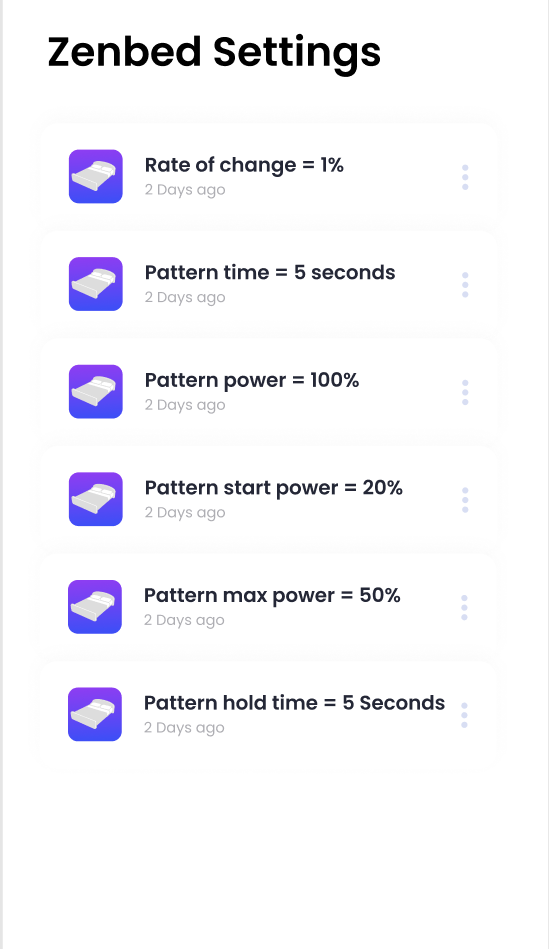 Zenbed Settings
Rate of change = 1%
2 Days ago
Pattern time = 5 seconds
2 Days ago
Pattern power = 100%
2 Days ago
Pattern start power = 20%
2 Days ago
Pattern max power = 50%
2 Days ago
Pattern hold time = 5 Seconds
2 Days ago